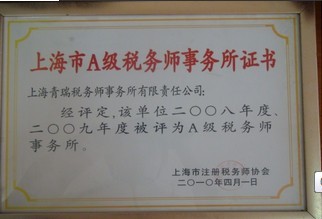 上海市A级税务师事务所证书
上海青瑞税务师事务所有限责任公司:
经评定，该单位二〇〇八年度、
二〇〇九年度被评为A级税务师
事务所。
上海市注册税务师协会
二〇一〇年四月一日